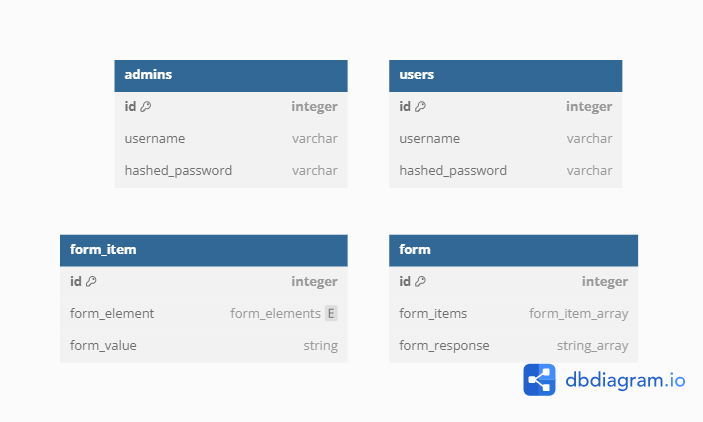 admins
id integer
username varchar
hashed_password varchar
users
id integer
username varchar
hashed_password varchar
form_item
id integer
form_element form_elements E
form_value string
form
id integer
form_items form_item_array
form_response string_array
dbdiagram.io